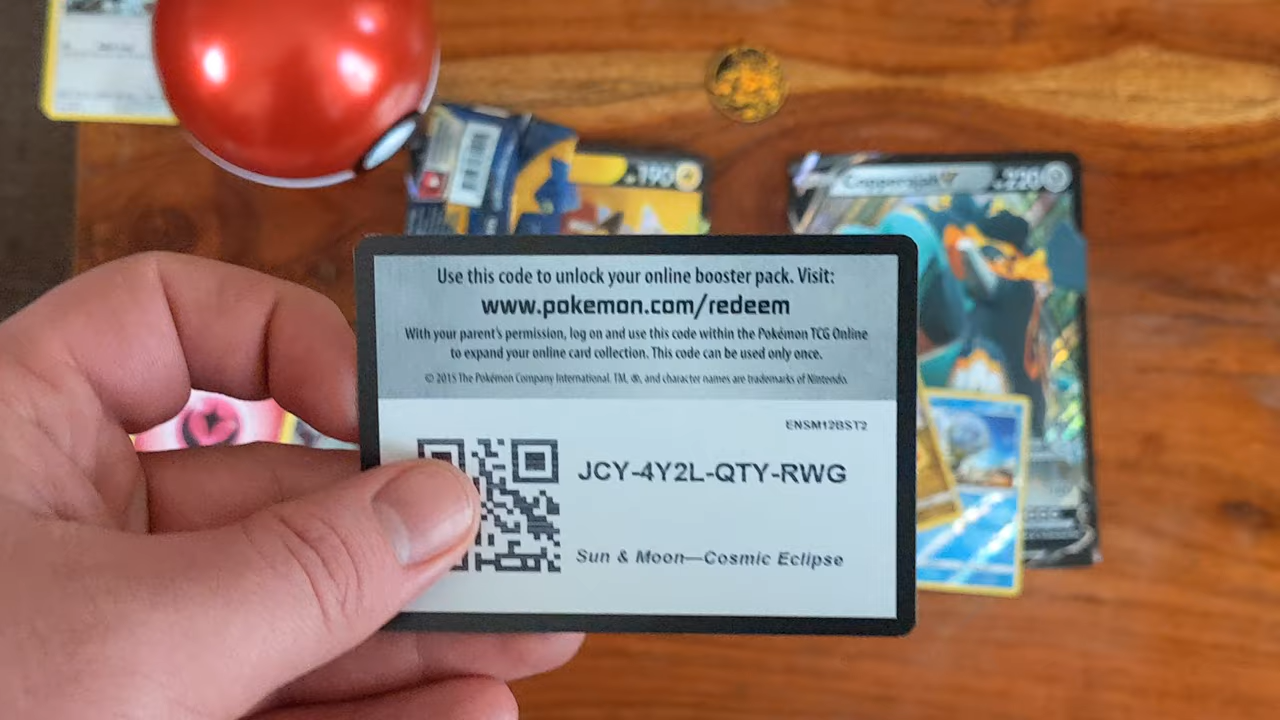 190
Copperajah V 220
Use this code to unlock your online booster pack. Visit:
www.pokemon.com/redeem
With your parent's permission, log on and use this code within the Pokémon TCG Online
to expand your online card collection. This code can be used only once.
© 2015 The Pokémon Company International. TM, ®, and character names are trademarks of Nintendo.
ENSM12BST2
JCY-4Y2L-QTY-RWG
Sun & Moon—Cosmic Eclipse